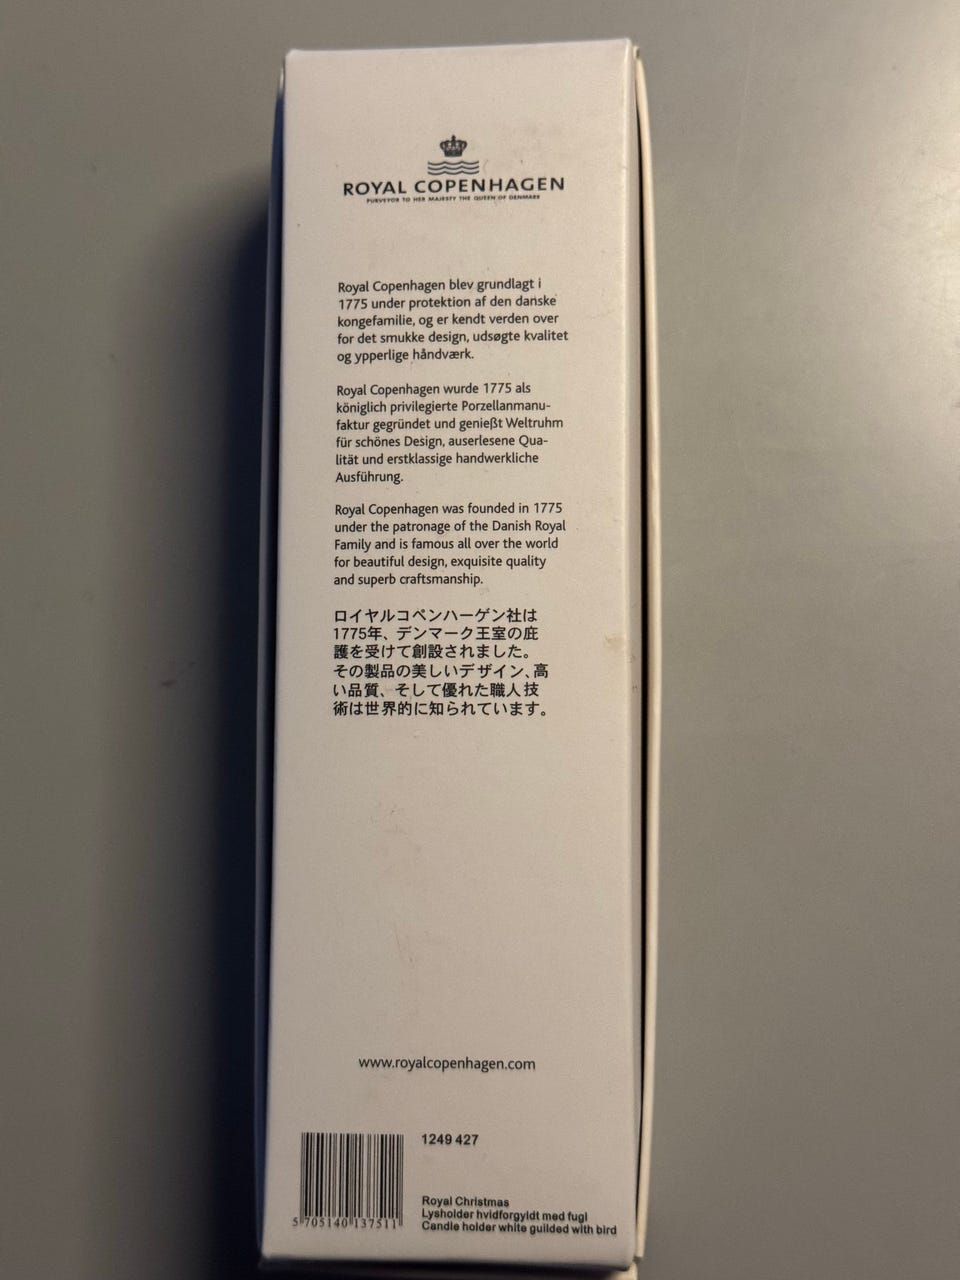 ROYAL COPENHAGEN
PURVEYOR TO HER MAJESTY THE QUEEN OF DENMARK
Royal Copenhagen blev grundlagt i
1775 under protektion af den danske
kongefamilie, og er kendt verden over
for det smukke design, udsøgte kvalitet
og ypperlige håndværk.
Royal Copenhagen wurde 1775 als
königlich privilegierte Porzellanmanu-
faktur gegründet und genießt Weltruhm
für schönes Design, auserlesene Qua-
lität und erstklassige handwerkliche
Ausführung.
Royal Copenhagen was founded in 1775
under the patronage of the Danish Royal
Family and is famous all over the world
for beautiful design, exquisite quality
and superb craftsmanship.
ロイヤルコペンハーゲン社は
1775年、デンマーク王室の庇
護を受けて創設されました。
その製品の美しいデザイン、高
い品質、そして優れた職人技
術は世界的に知られています。
www.royalcopenhagen.com
1249 427
Royal Christmas
Lysholder hvidforgyldt med fugl
Candle holder white guilded with bird
5 705140 137511